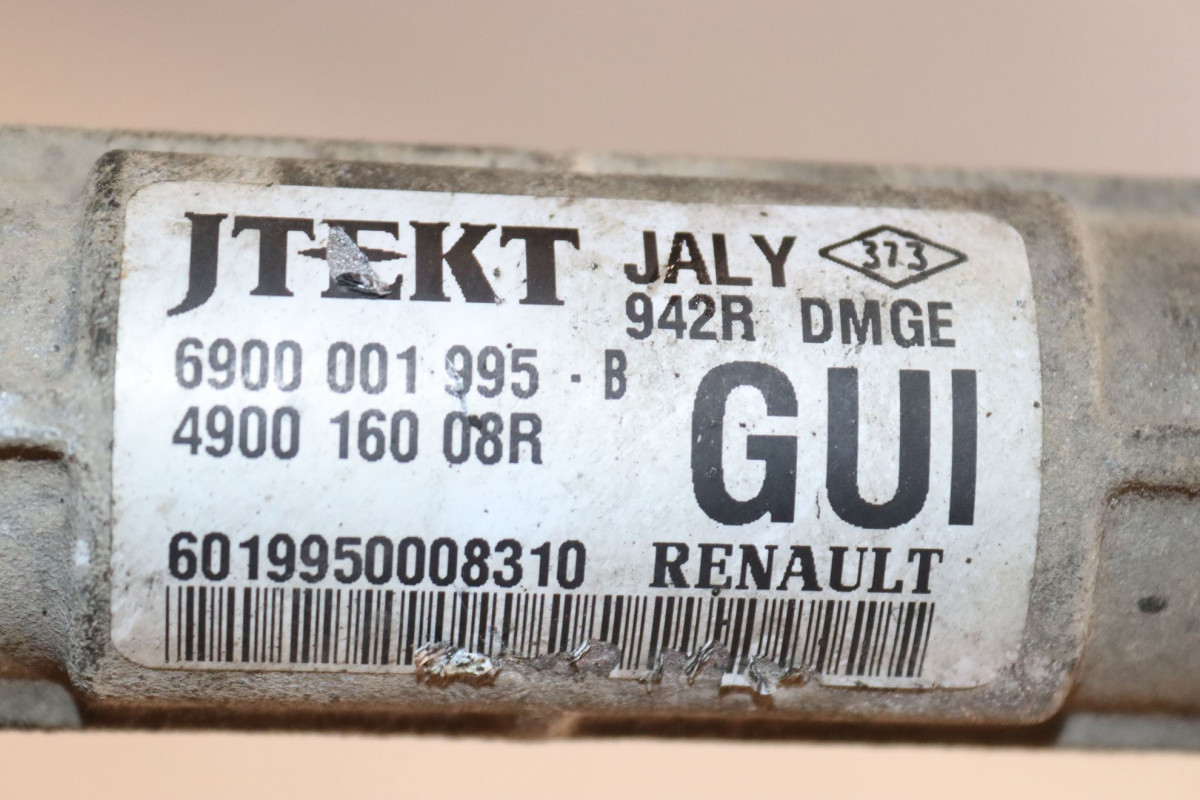 JTEKT JALY 373
942R DMGE
6900 001 995 - B
4900 160 08R
GUI
6019950008310 RENAULT